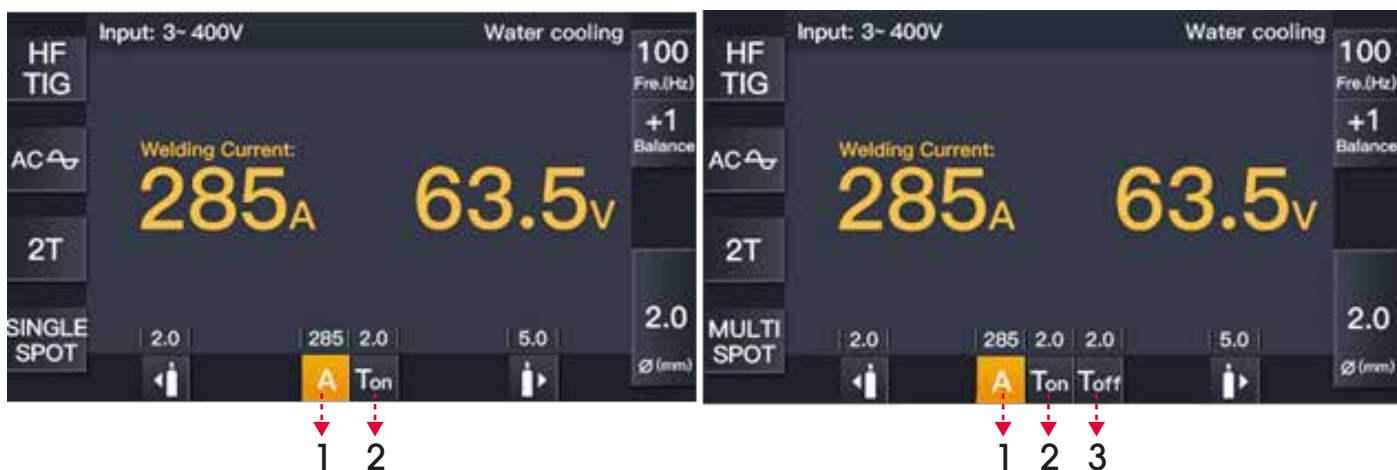 Input: 3~ 400V
Water cooling
HF
TIG
100
Fre.(Hz)
+1
Balance
AC
Welding Current:
285A
63.5V
2T
SINGLE
SPOT
2.0
285
2.0
5.0
2.0
Ø (mm)
A
Ton
1
2
Input: 3~ 400V
Water cooling
HF
TIG
100
Fre.(Hz)
+1
Balance
AC
Welding Current:
285A
63.5V
2T
MULTI
SPOT
2.0
285
2.0
2.0
5.0
2.0
Ø (mm)
A
Ton
Toff
1
2
3